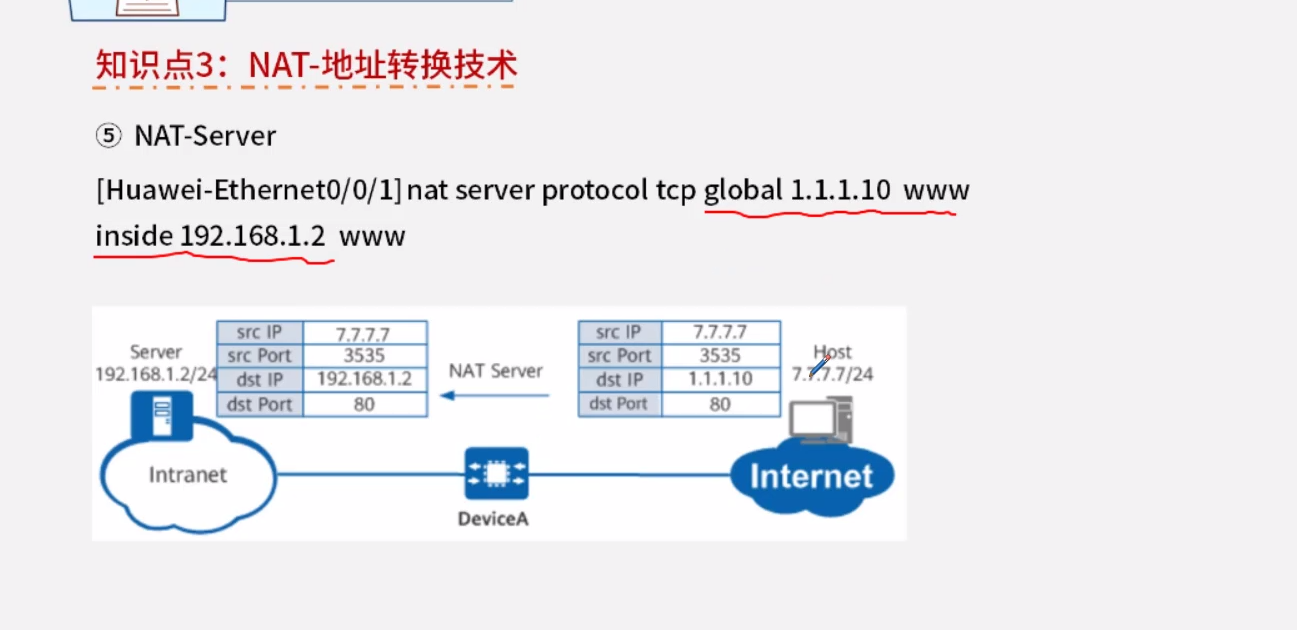 知识点3：NAT-地址转换技术
⑤ NAT-Server
[Huawei-Ethernet0/0/1] nat server protocol tcp global 1.1.1.10 www
inside 192.168.1.2 www
Server
192.168.1.2/24
src IP 7.7.7.7
src Port 3535
dst IP 192.168.1.2
dst Port 80
NAT Server
src IP 7.7.7.7
src Port 3535
dst IP 1.1.1.10
dst Port 80
Host
7.7.7.7/24
Intranet
DeviceA
Internet